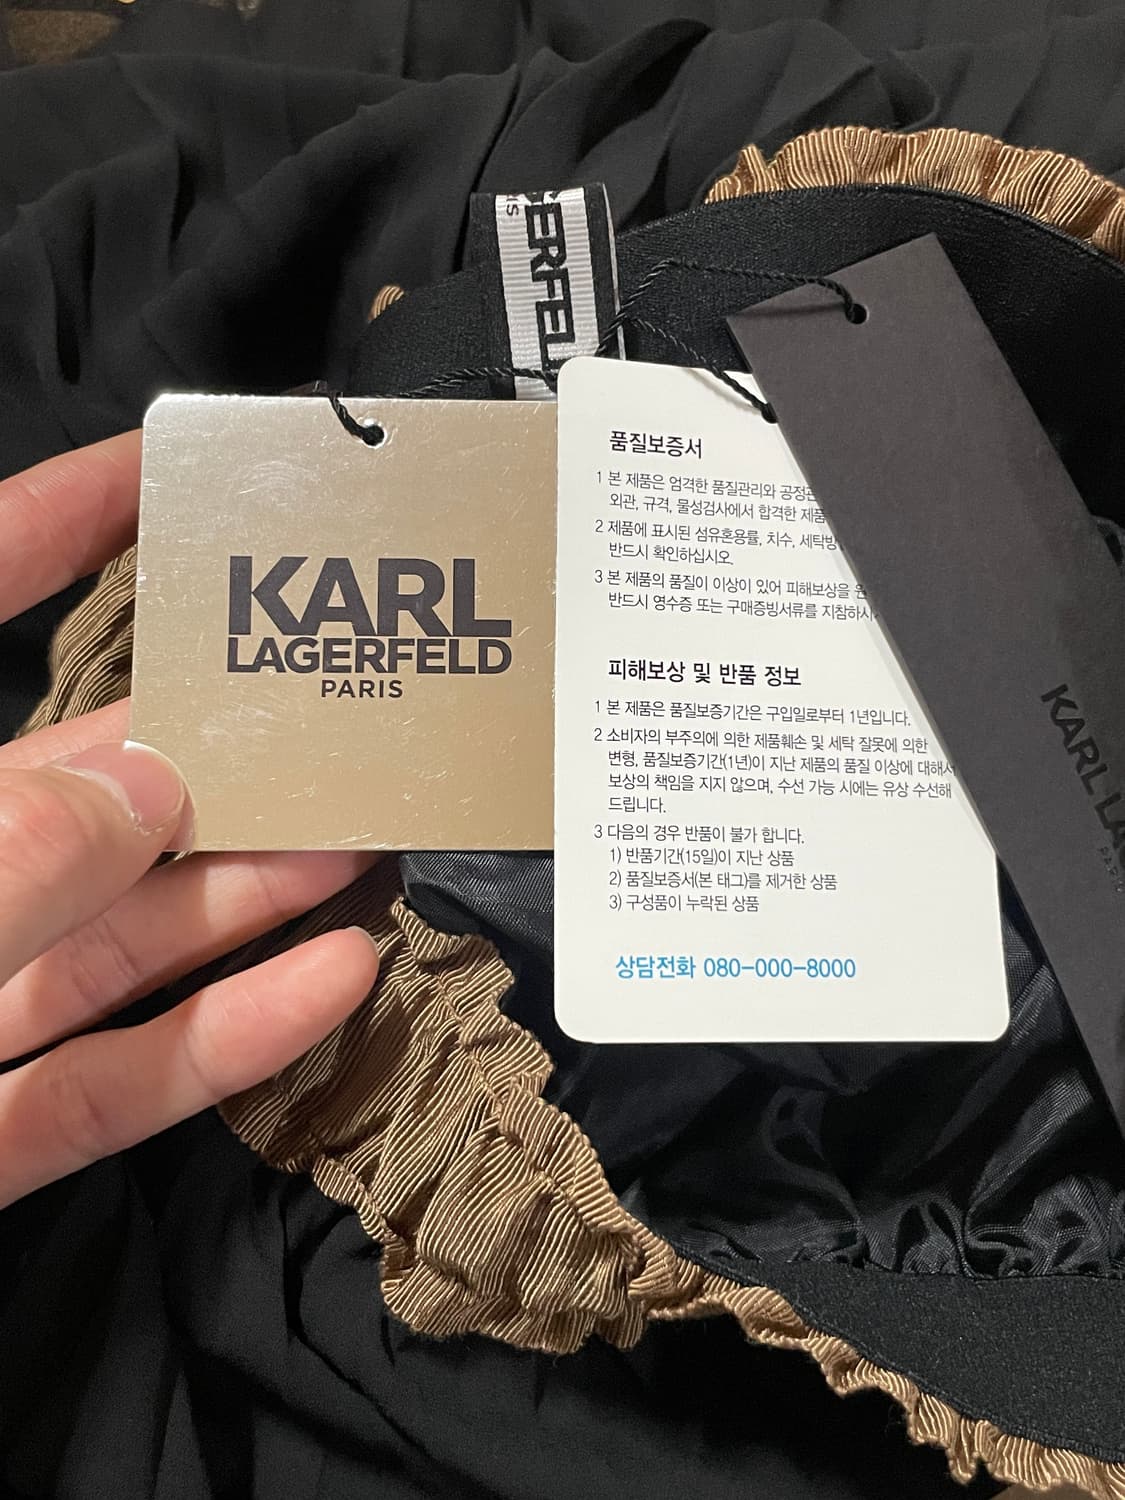 ERFEL
KARL
LAGERFELD
PARIS
품질보증서
1 본 제품은 엄격한 품질관리와
외관, 규격, 물성검사에서 합격한 제품
2 제품에 표시된 섬유혼용률, 치수,
반드시 확인하십시오.
3 본 제품의 품질이 이상이 있어 피해보상을
반드시 영수증 또는 구매증빙서류를
피해보상 및 반품 정보
1 본 제품은 품질보증기간은 구입일로부터 1년입니다.
2 소비자의 부주의에 의한 제품훼손 및 세탁 잘못에 의한
변형, 품질보증기간(1년)이 지난 제품의 품질 이상에 대해서
보상의 책임을 지지 않으며, 수선 가능 시에는 유상 수선해
드립니다.
3 다음의 경우 반품이 불가 합니다.
1) 반품기간(15일)이 지난 상품
2) 품질보증서(본 태그)를 제거한 상품
3) 구성품이 누락된 상품
상담전화 080-000-8000
KARL LA